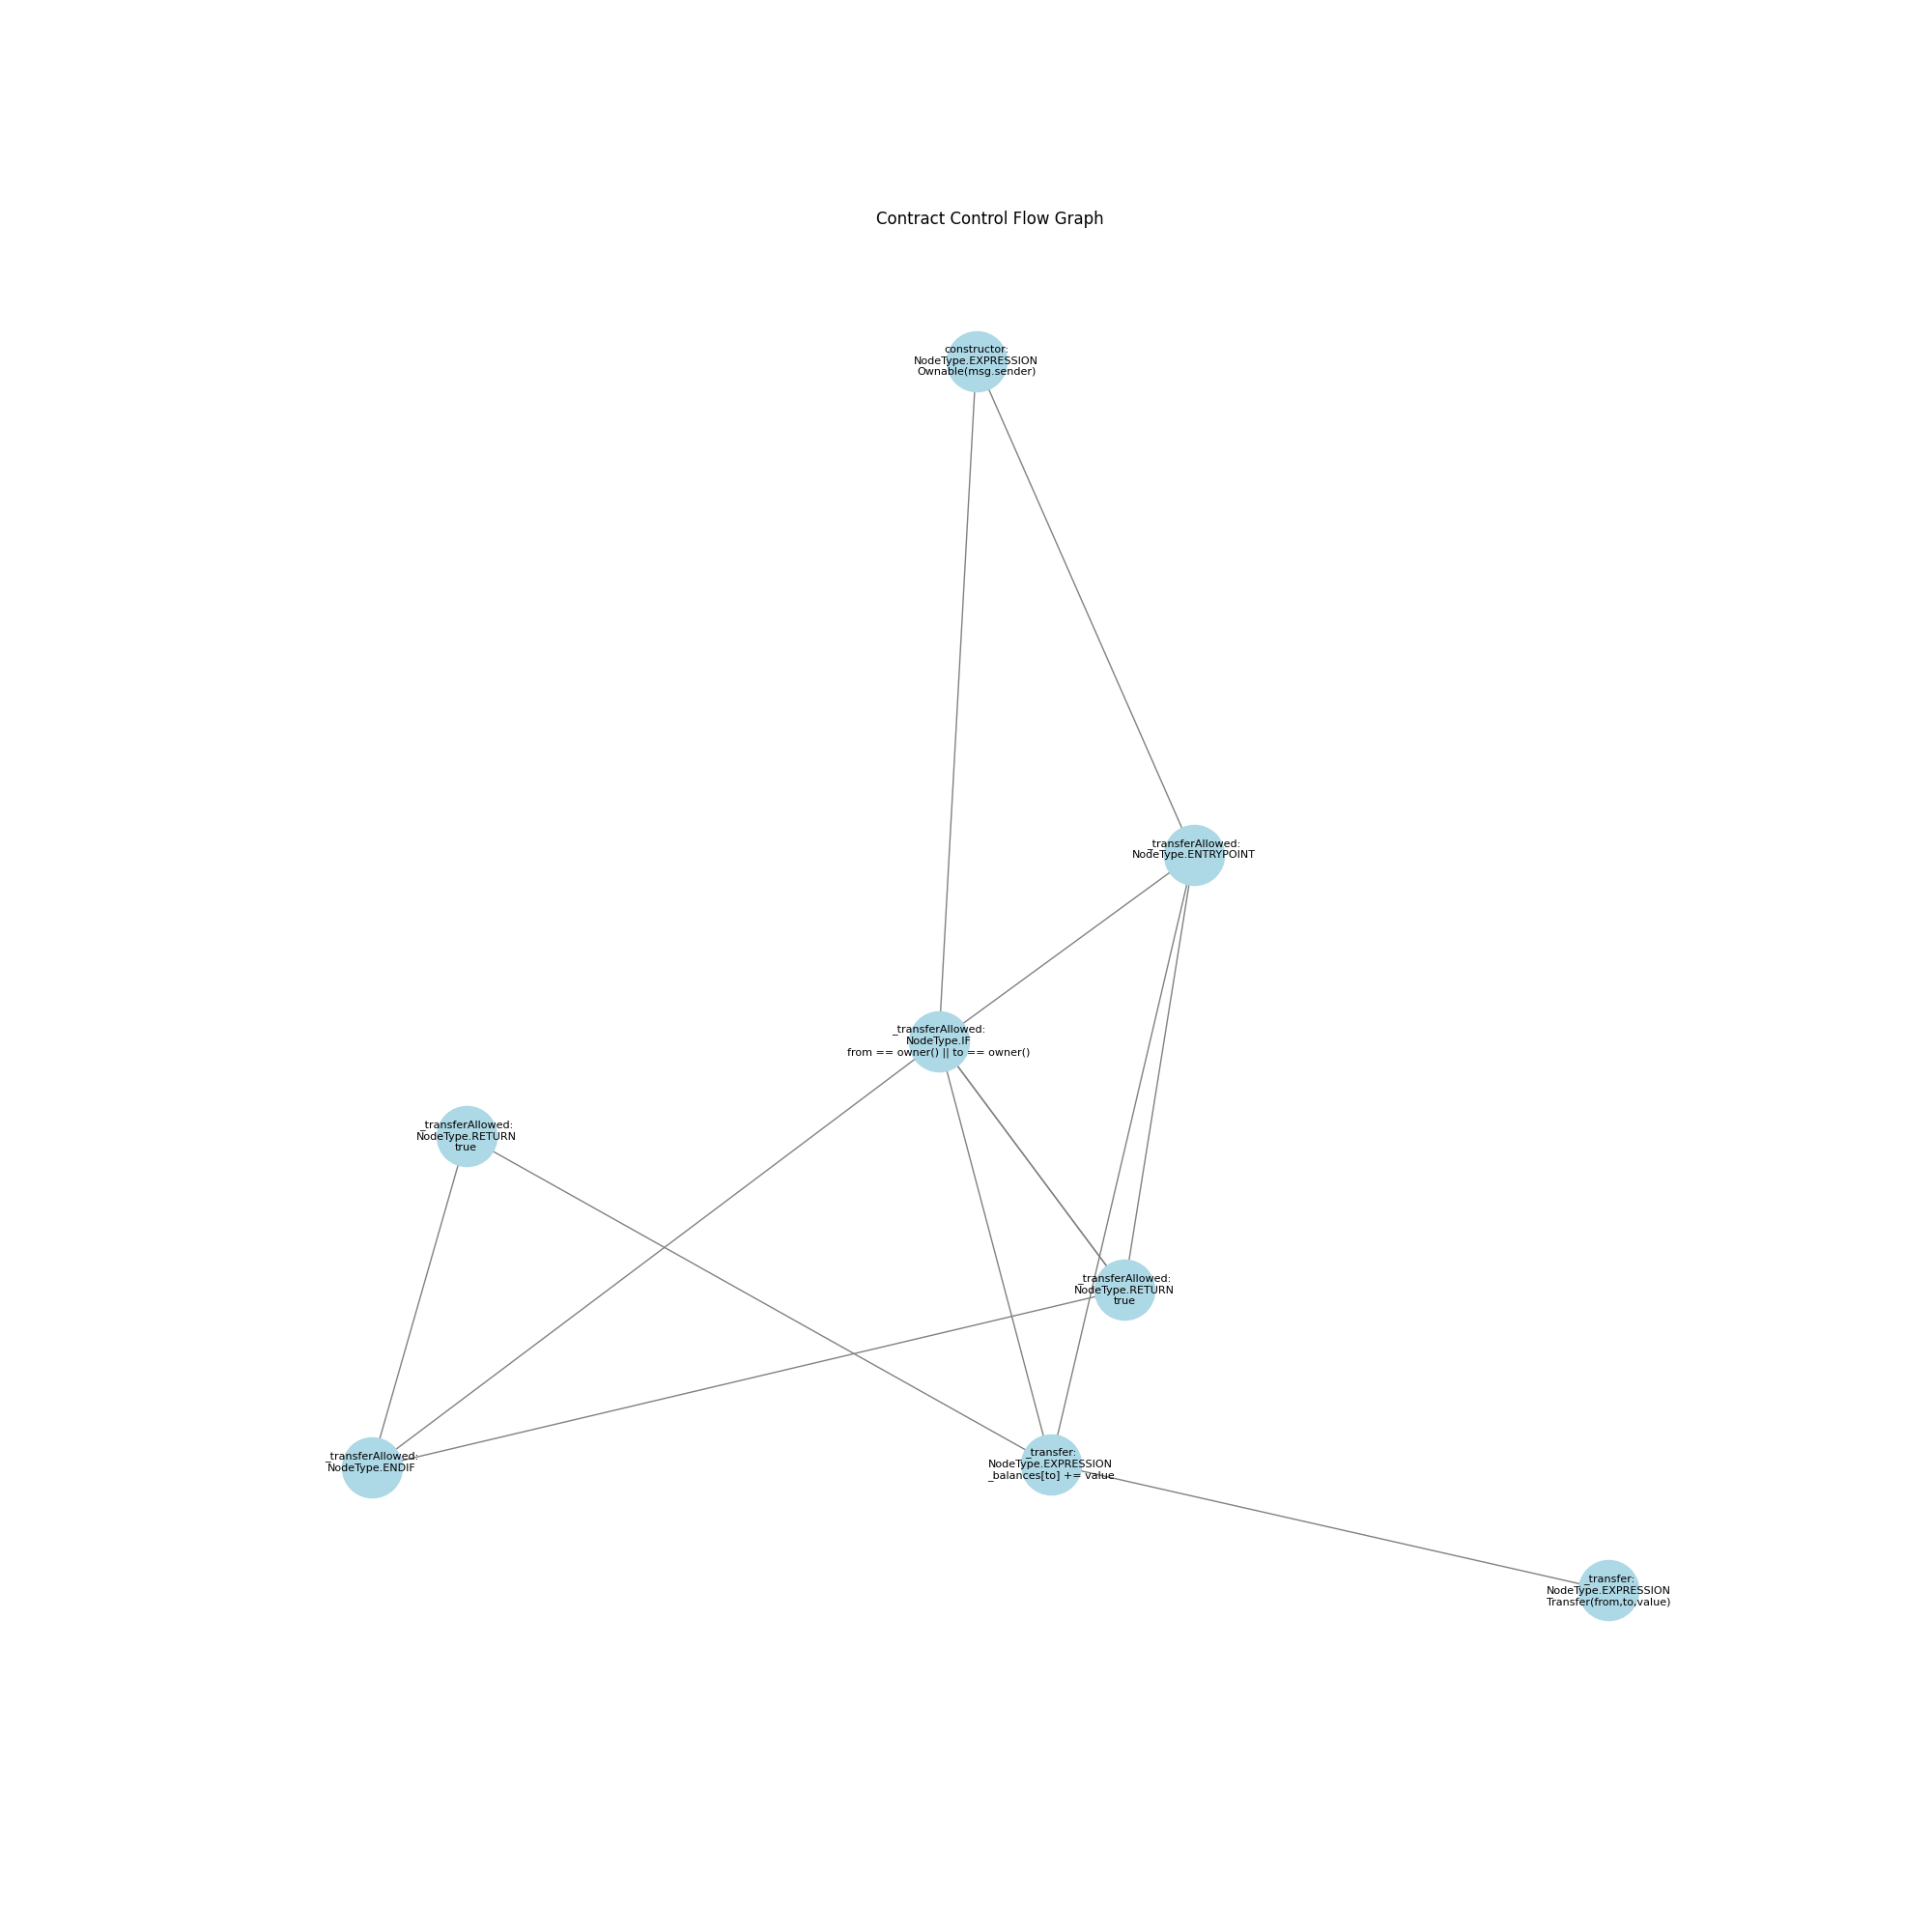 Contract Control Flow Graph
constructor:
NodeType.EXPRESSION
Ownable(msg.sender)
_transferAllowed:
NodeType.ENTRYPOINT
_transferAllowed:
NodeType.IF
from == owner() || to == owner()
_transferAllowed:
NodeType.RETURN
true
_transferAllowed:
NodeType.RETURN
true
_transferAllowed:
NodeType.ENDIF
_transfer:
NodeType.EXPRESSION
_balances[to] += value
_transfer:
NodeType.EXPRESSION
Transfer(from,to,value)